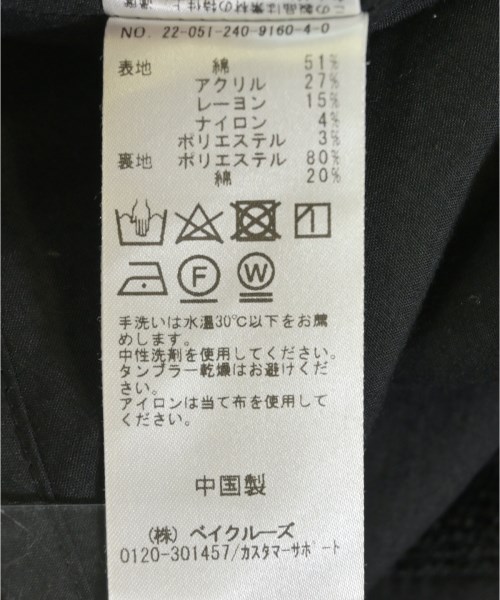 NO. 22-051-240-9160-4-0
表地 綿 51%
アクリル 27%
レーヨン 15%
ナイロン 4%
ポリエステル 3%
裏地 ポリエステル 80%
綿 20%
F
W
手洗いは水温30℃以下をお薦
めします。
中性洗剤を使用してください。
タンブラー乾燥はお避けくだ
さい。
アイロンは当て布を使用して
ください。
中国製
(株) ベイクルーズ
0120-301457/カスタマーサポート